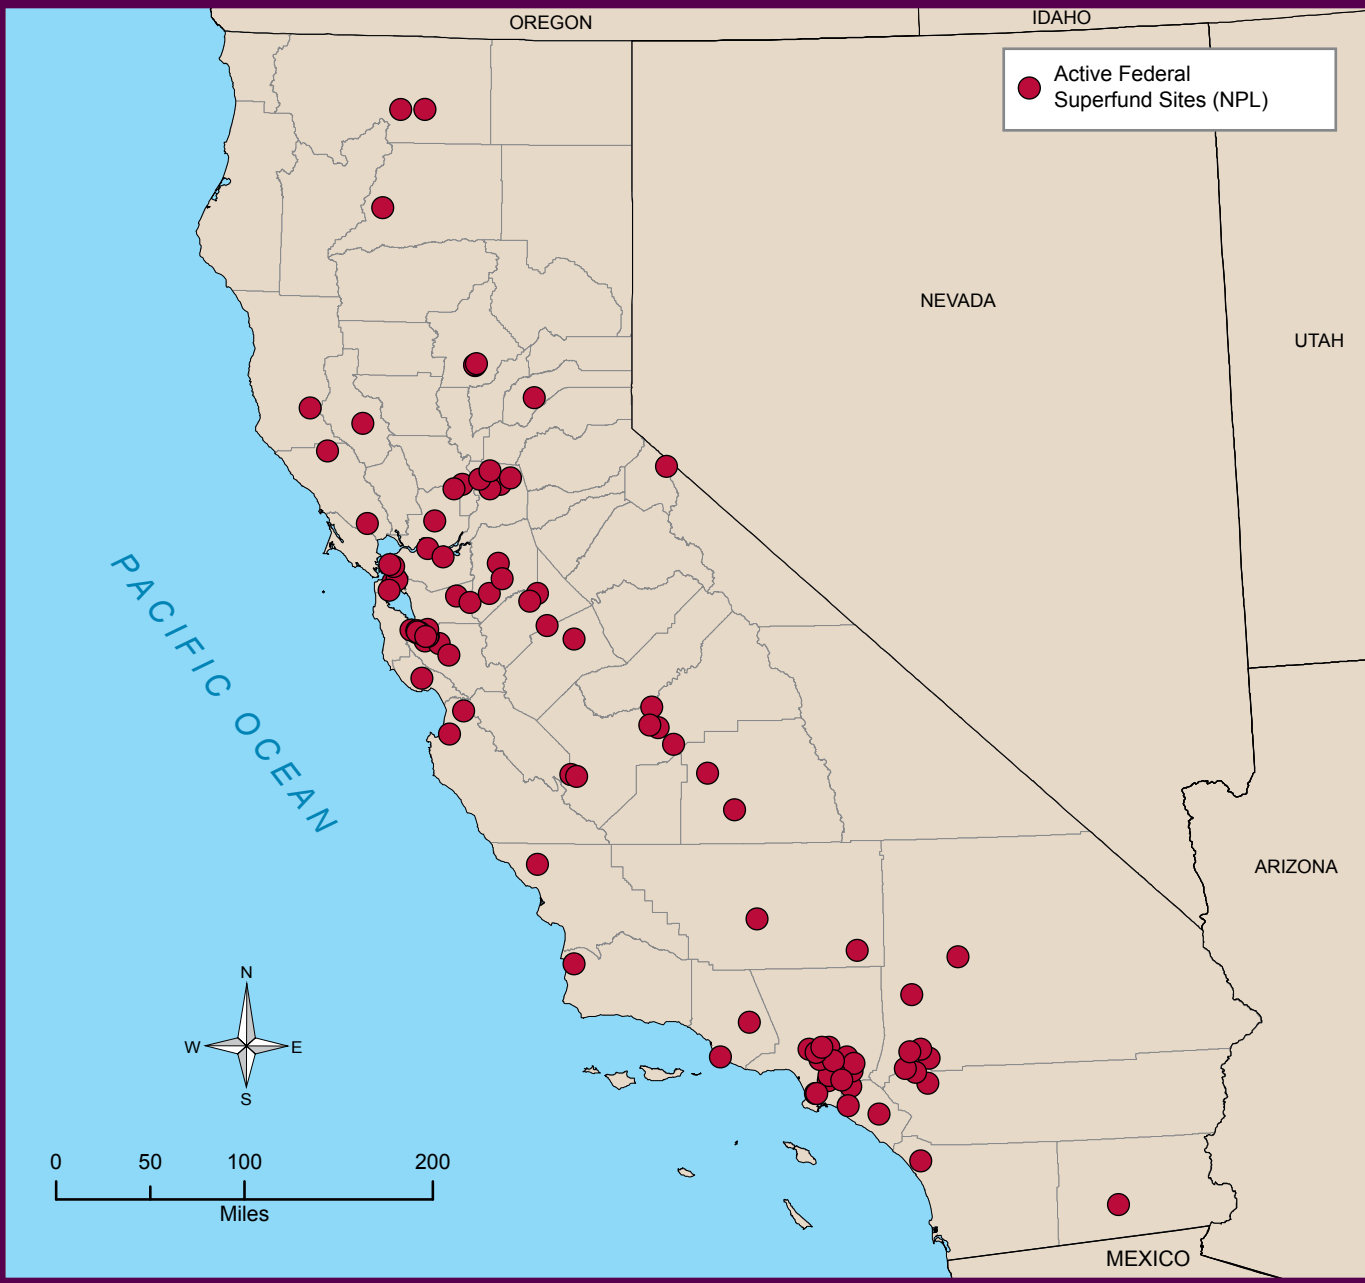 OREGON
IDAHO
Active Federal
Superfund Sites (NPL)
NEVADA
UTAH
PACIFIC OCEAN
ARIZONA
N
W
E
S
0 50 100 200
Miles
MEXICO